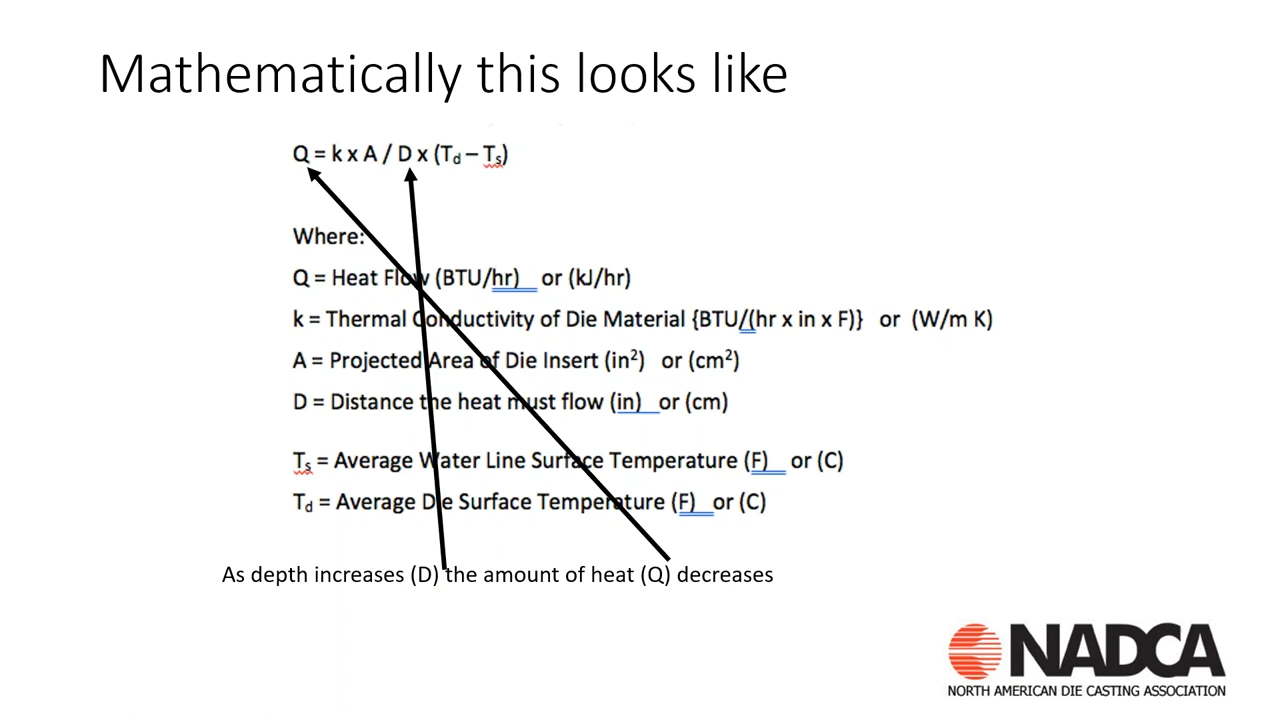 Mathematically this looks like
Q = k x A / D x (Td – Ts)
Where:
Q = Heat Flow (BTU/hr) or (kJ/hr)
k = Thermal Conductivity of Die Material {BTU/(hr x in x F)} or (W/m K)
A = Projected Area of Die Insert (in²) or (cm²)
D = Distance the heat must flow (in) or (cm)
Ts = Average Water Line Surface Temperature (F) or (C)
Td = Average Die Surface Temperature (F) or (C)
As depth increases (D) the amount of heat (Q) decreases
NADCA
NORTH AMERICAN DIE CASTING ASSOCIATION